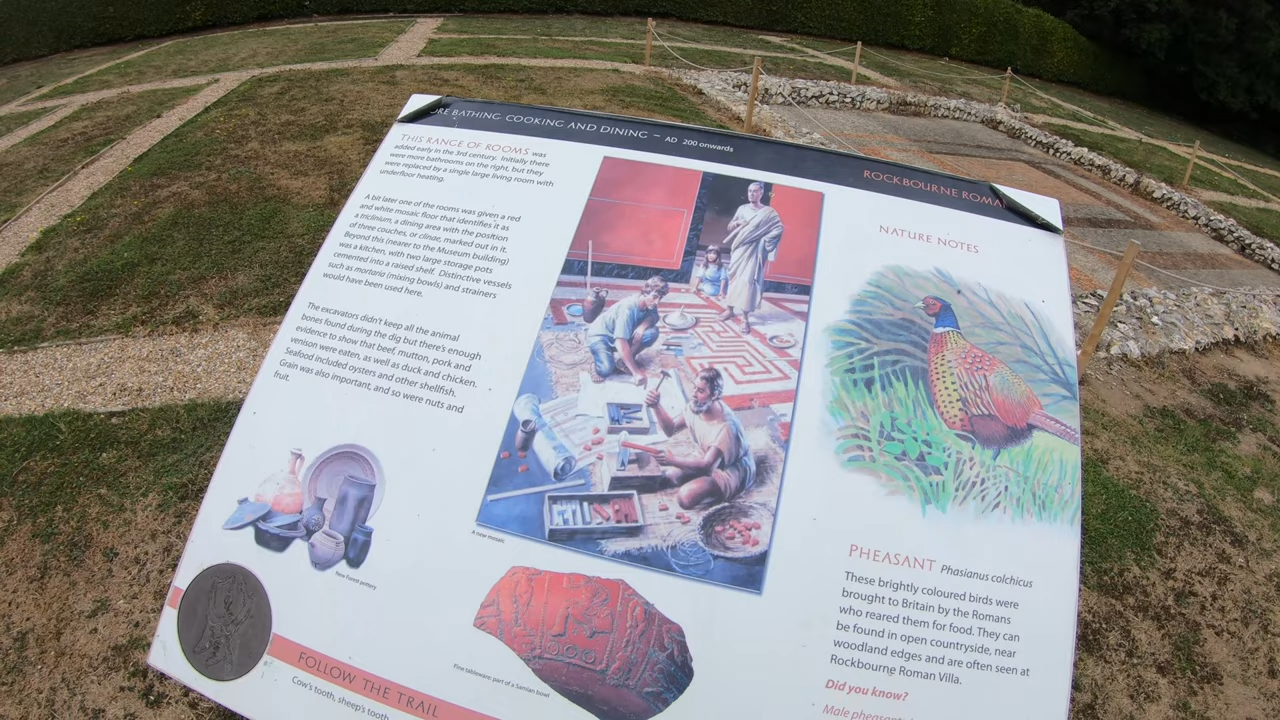 BATHING COOKING AND DINING – AD 200 onwards
ROCKBOURNE ROMA
THIS RANGE OF ROOMS was
added early in the 3rd century. Initially there
were more bathrooms on the right, but they
were replaced by a single large living room with
underfloor heating.
A bit later one of the rooms was given a red
and white mosaic floor that identifies it as
a triclinium, a dining area with the position
of three couches, or clinae, marked out in it.
Beyond this (nearer to the Museum building)
was a kitchen, with two large storage pots
cemented into a raised shelf. Distinctive vessels
such as mortaria (mixing bowls) and strainers
would have been used here.
The excavators didn't keep all the animal
bones found during the dig but there's enough
evidence to show that beef, mutton, pork and
venison were eaten, as well as duck and chicken.
Seafood included oysters and other shellfish.
Grain was also important, and so were nuts and
fruit.
New Forest pottery
A new mosaic
Fine tableware: part of a Samian bowl
FOLLOW THE TRAIL
Cow's tooth, sheep's tooth
NATURE NOTES
PHEASANT Phasianus colchicus
These brightly coloured birds were
brought to Britain by the Romans
who reared them for food. They can
be found in open countryside, near
woodland edges and are often seen at
Rockbourne Roman Villa.
Did you know?
Male